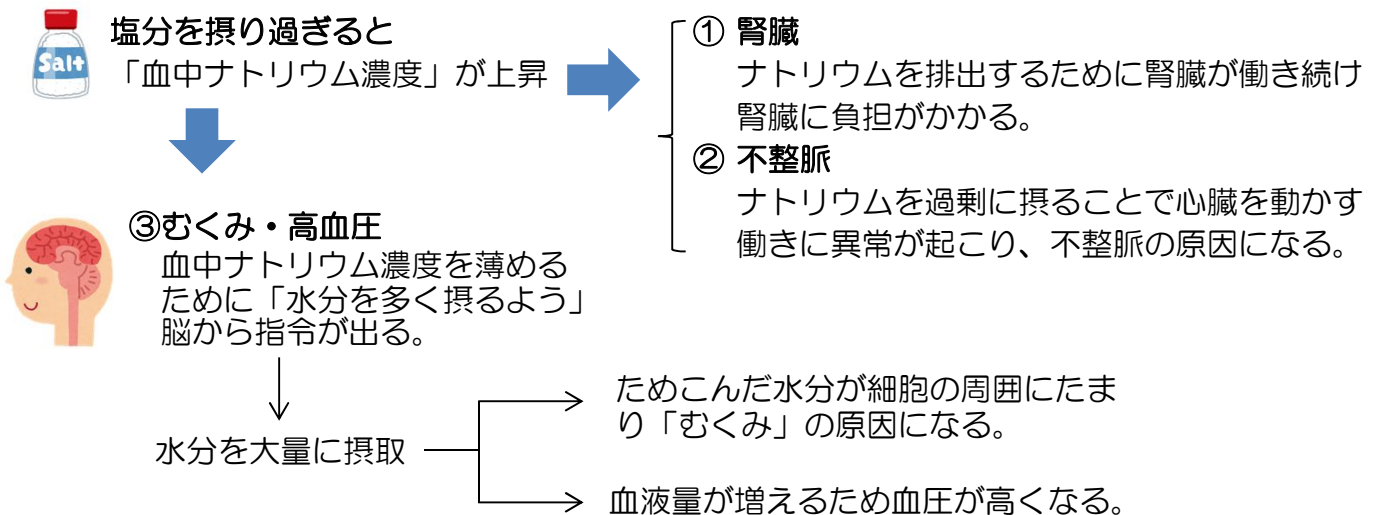 Salt
塩分を摂り過ぎると
「血中ナトリウム濃度」が上昇
① 腎臓
ナトリウムを排出するために腎臓が働き続け
腎臓に負担がかかる。
② 不整脈
ナトリウムを過剰に摂ることで心臓を動かす
働きに異常が起こり、不整脈の原因になる。
③むくみ・高血圧
血中ナトリウム濃度を薄める
ために「水分を多く摂るよう」
脳から指令が出る。
水分を大量に摂取
ためこんだ水分が細胞の周囲にたま
り「むくみ」の原因になる。
血液量が増えるため血圧が高くなる。